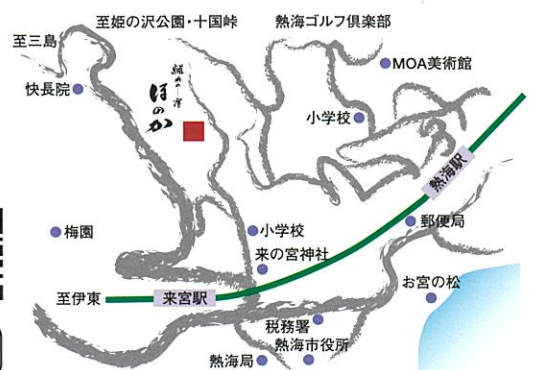 至姫の沢公園・十国峠
熱海ゴルフ倶楽部
至三島
MOA美術館
快長院
ほのか
小学校
熱海駅
郵便局
梅園
小学校
来の宮神社
お宮の松
至伊東
来宮駅
税務署
熱海市役所
熱海局